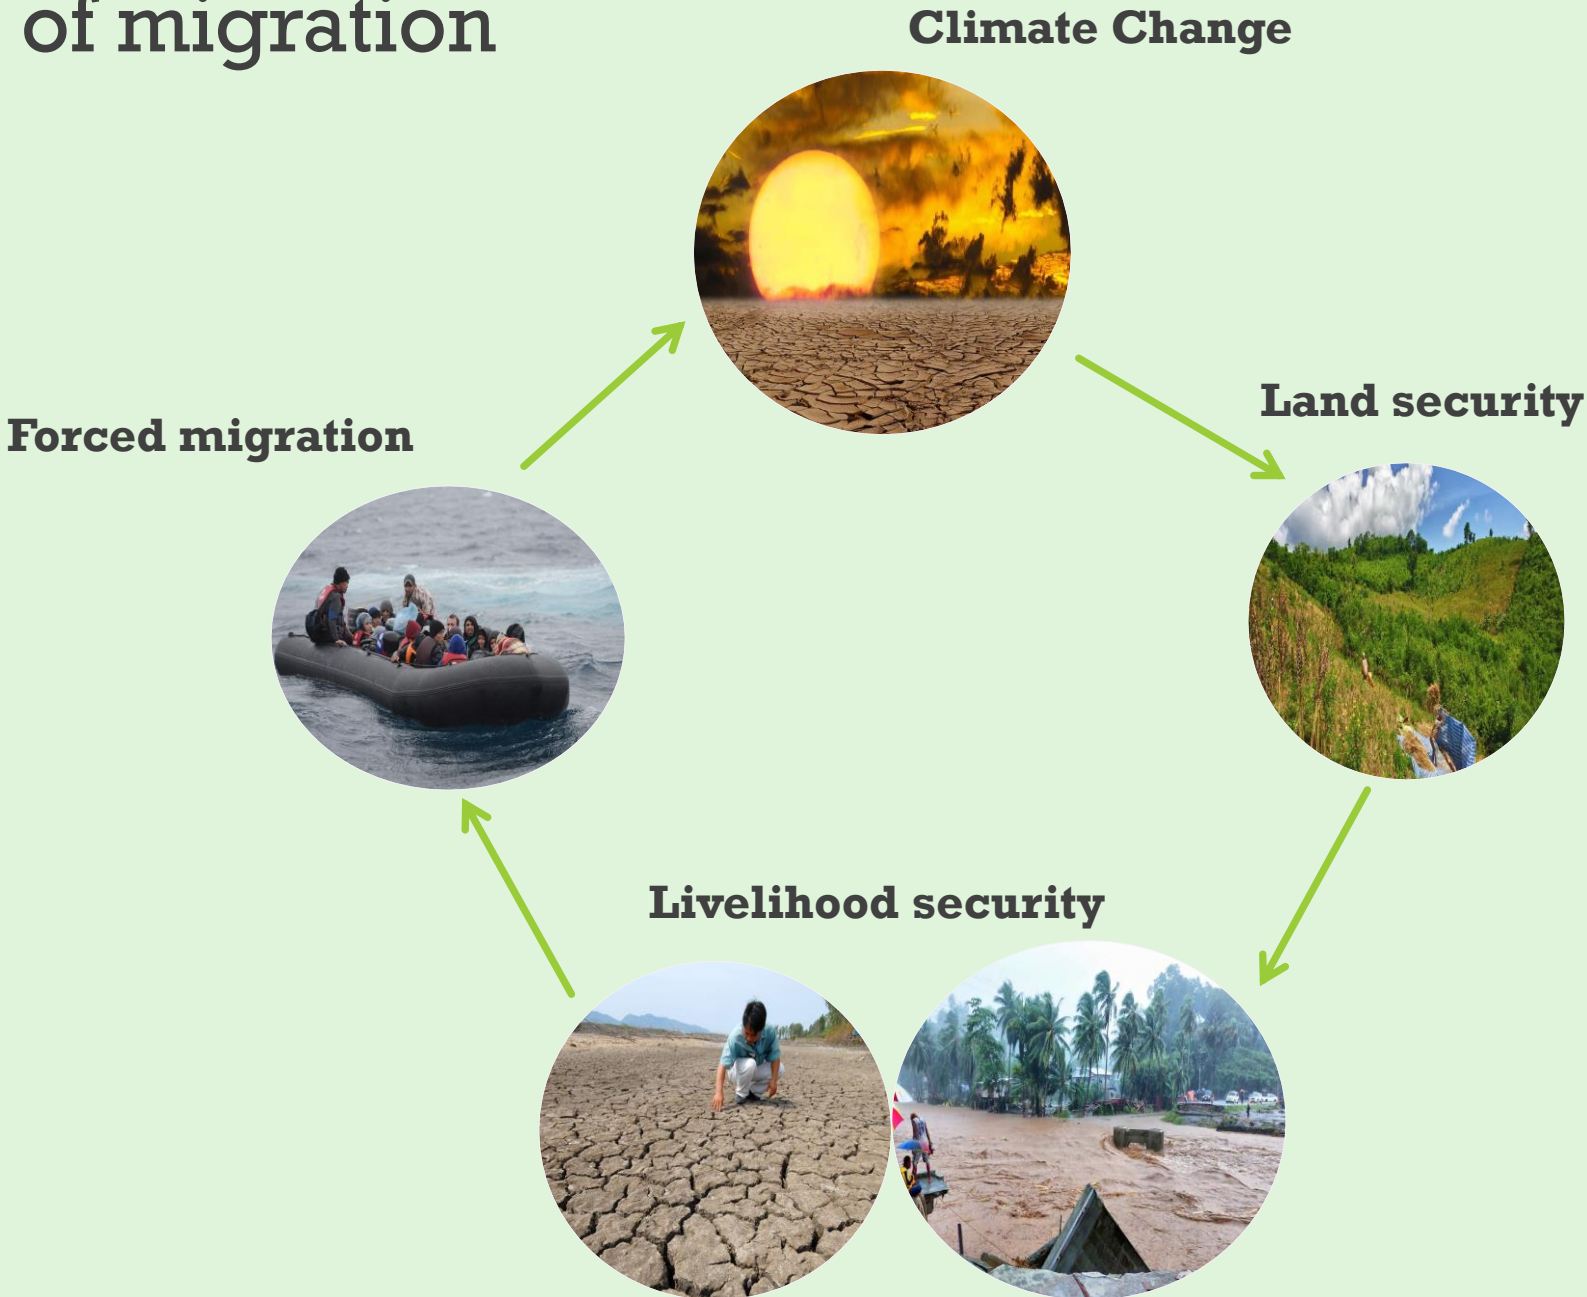 of migration
Climate Change
Land security
Forced migration
Livelihood security